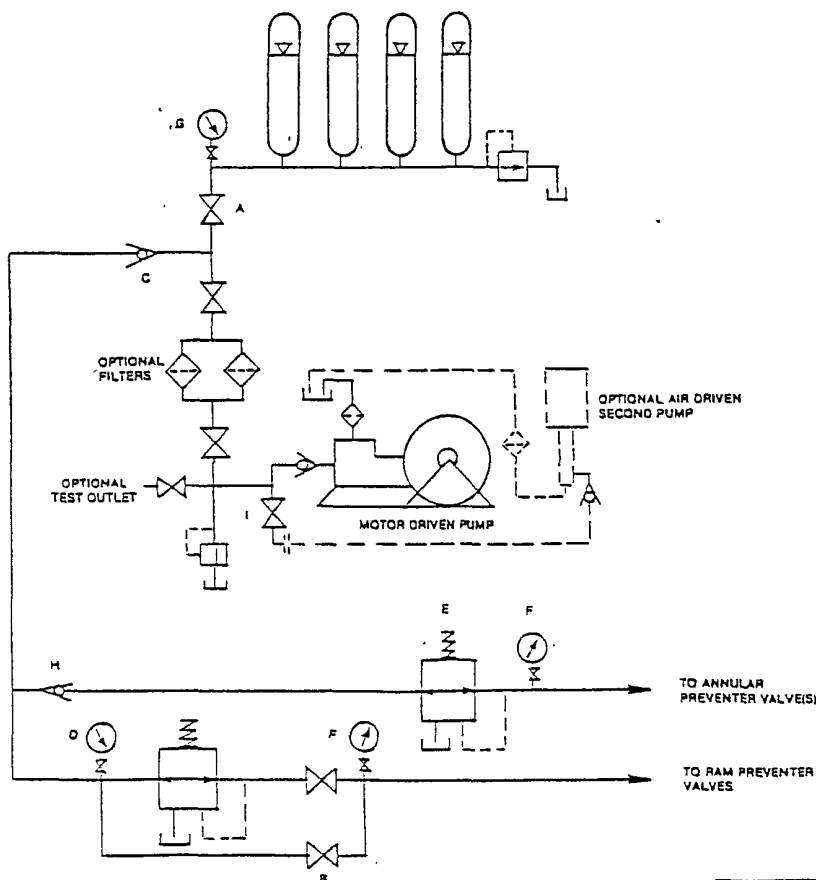 G
A
C
OPTIONAL
FILTERS
OPTIONAL AIR DRIVEN
SECOND PUMP
OPTIONAL
TEST OUTLET
I
MOTOR DRIVEN PUMP
E
F
H
TO ANNULAR
PREVENTER VALVE(S)
D
F
TO RAM PREVENTER
VALVES
B